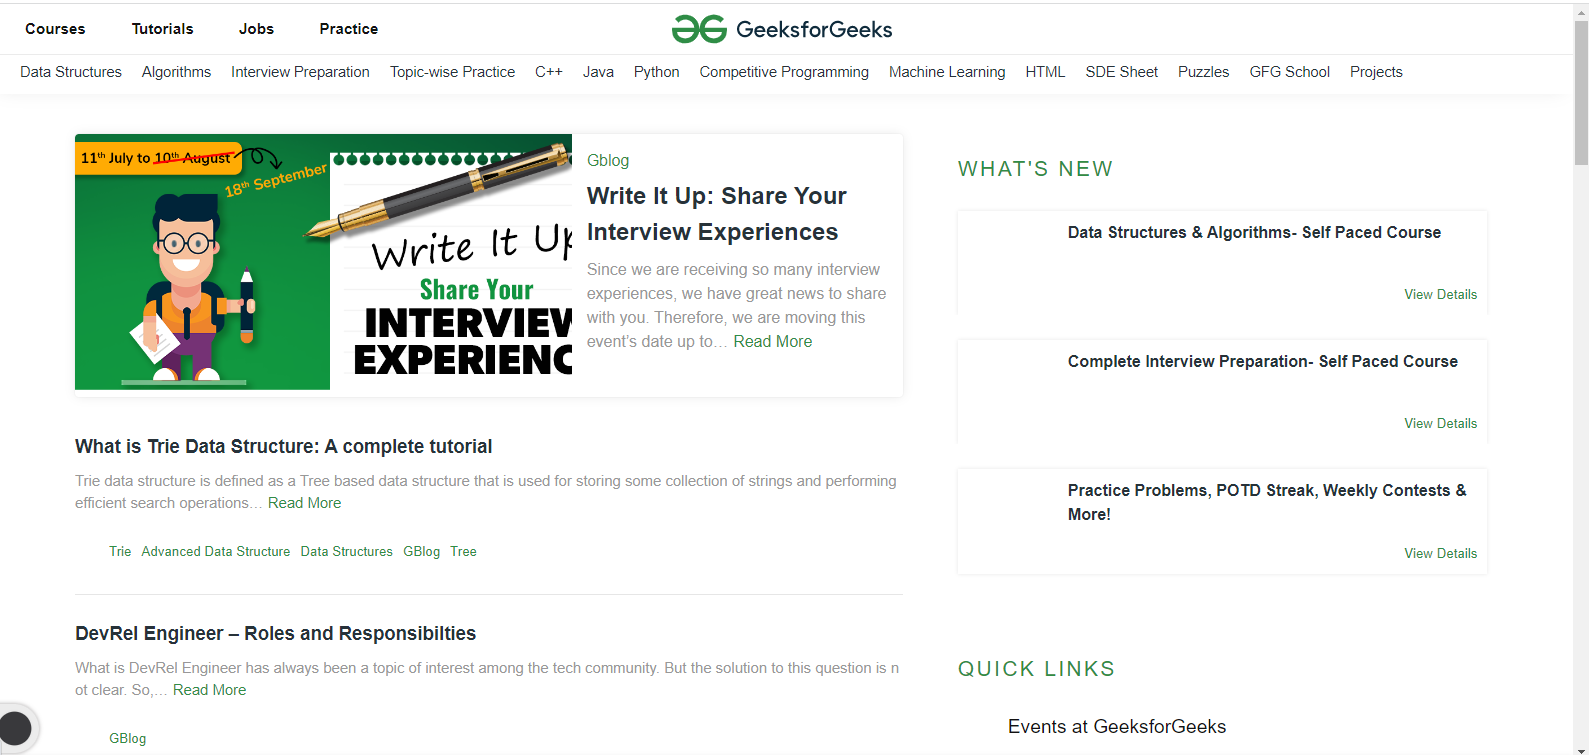 Courses Tutorials Jobs Practice
GeeksforGeeks
Data Structures Algorithms Interview Preparation Topic-wise Practice C++ Java Python Competitive Programming Machine Learning HTML SDE Sheet Puzzles GFG School Projects
11th July to 10th August
18th September
Write It Up
Share Your
INTERVIEW
EXPERIENC
Gblog
Write It Up: Share Your
Interview Experiences
Since we are receiving so many interview
experiences, we have great news to share
with you. Therefore, we are moving this
event's date up to… Read More
What is Trie Data Structure: A complete tutorial
Trie data structure is defined as a Tree based data structure that is used for storing some collection of strings and performing
efficient search operations… Read More
Trie Advanced Data Structure Data Structures GBlog Tree
DevRel Engineer – Roles and Responsibilties
What is DevRel Engineer has always been a topic of interest among the tech community. But the solution to this question is n
ot clear. So,… Read More
GBlog
WHAT'S NEW
Data Structures & Algorithms- Self Paced Course
View Details
Complete Interview Preparation- Self Paced Course
View Details
Practice Problems, POTD Streak, Weekly Contests &
More!
View Details
QUICK LINKS
Events at GeeksforGeeks